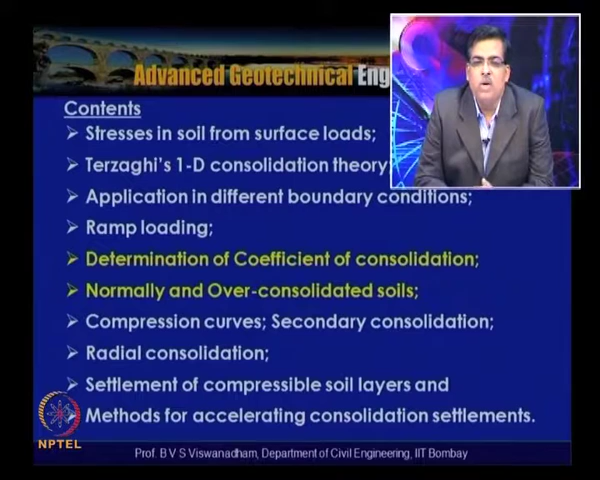 Advanced Geotechnical Eng
Contents
➢ Stresses in soil from surface loads;
➢ Terzaghi's 1-D consolidation theory;
➢ Application in different boundary conditions;
➢ Ramp loading;
➢ Determination of Coefficient of consolidation;
➢ Normally and Over-consolidated soils;
➢ Compression curves; Secondary consolidation;
➢ Radial consolidation;
➢ Settlement of compressible soil layers and
➢ Methods for accelerating consolidation settlements.
NPTEL
Prof. B V S Viswanadham, Department of Civil Engineering, IIT Bombay